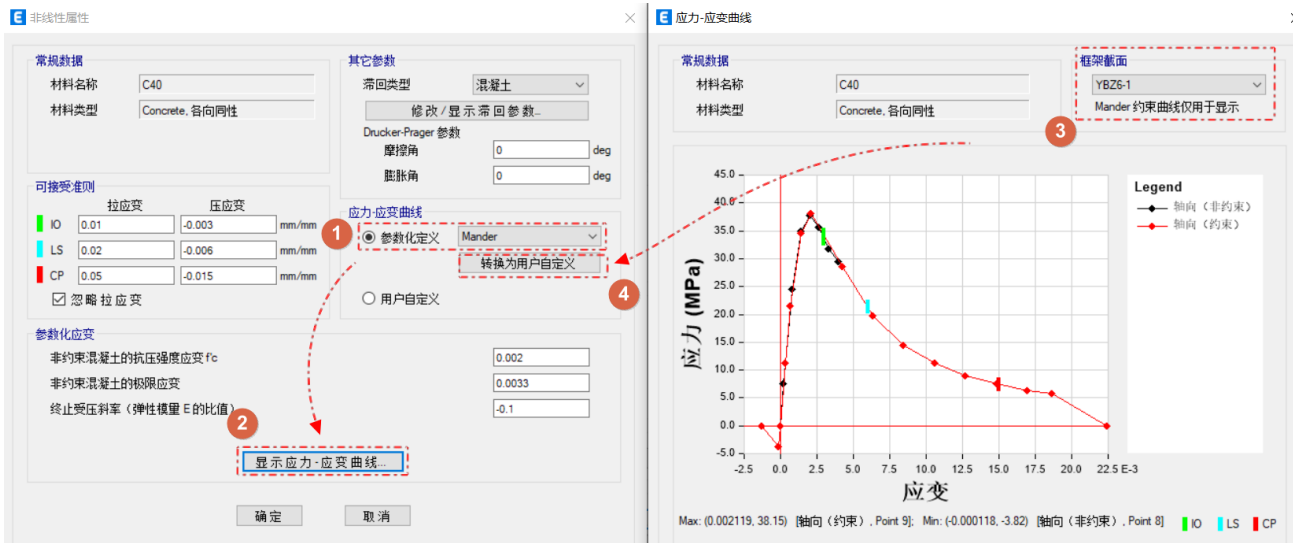 非线性属性
常规数据
材料名称 C40
材料类型 Concrete, 各向同性
可接受准则
拉应变 压应变
IO 0.01 -0.003 mm/mm
LS 0.02 -0.006 mm/mm
CP 0.05 -0.015 mm/mm
忽略拉应变
其它参数
滞回类型 混凝土
修改/显示滞回参数...
Drucker-Prager 参数
摩擦角 0 deg
膨胀角 0 deg
应力-应变曲线
1 参数化定义 Mander
转换为用户自定义
4
用户自定义
参数化应变
非约束混凝土的抗压强度应变 f'c 0.002
非约束混凝土的极限应变 0.0033
终止受压斜率（弹性模量 E 的比值） -0.1
2
显示应力-应变曲线...
确定 取消
应力-应变曲线
常规数据
材料名称 C40
材料类型 Concrete, 各向同性
框架截面
YBZ6-1
Mander 约束曲线仅用于显示
3
应力 (MPa)
45.0
40.0
35.0
30.0
25.0
20.0
15.0
10.0
5.0
0.0
-5.0
-2.5 0.0 2.5 5.0 7.5 10.0 12.5 15.0 17.5 20.0 22.5 E-3
应变
Legend
轴向（非约束）
轴向（约束）
Max: (0.002119, 38.15) [轴向（约束）, Point 9]; Min: (-0.000118, -3.82) [轴向（非约束）, Point 8]
IO LS CP